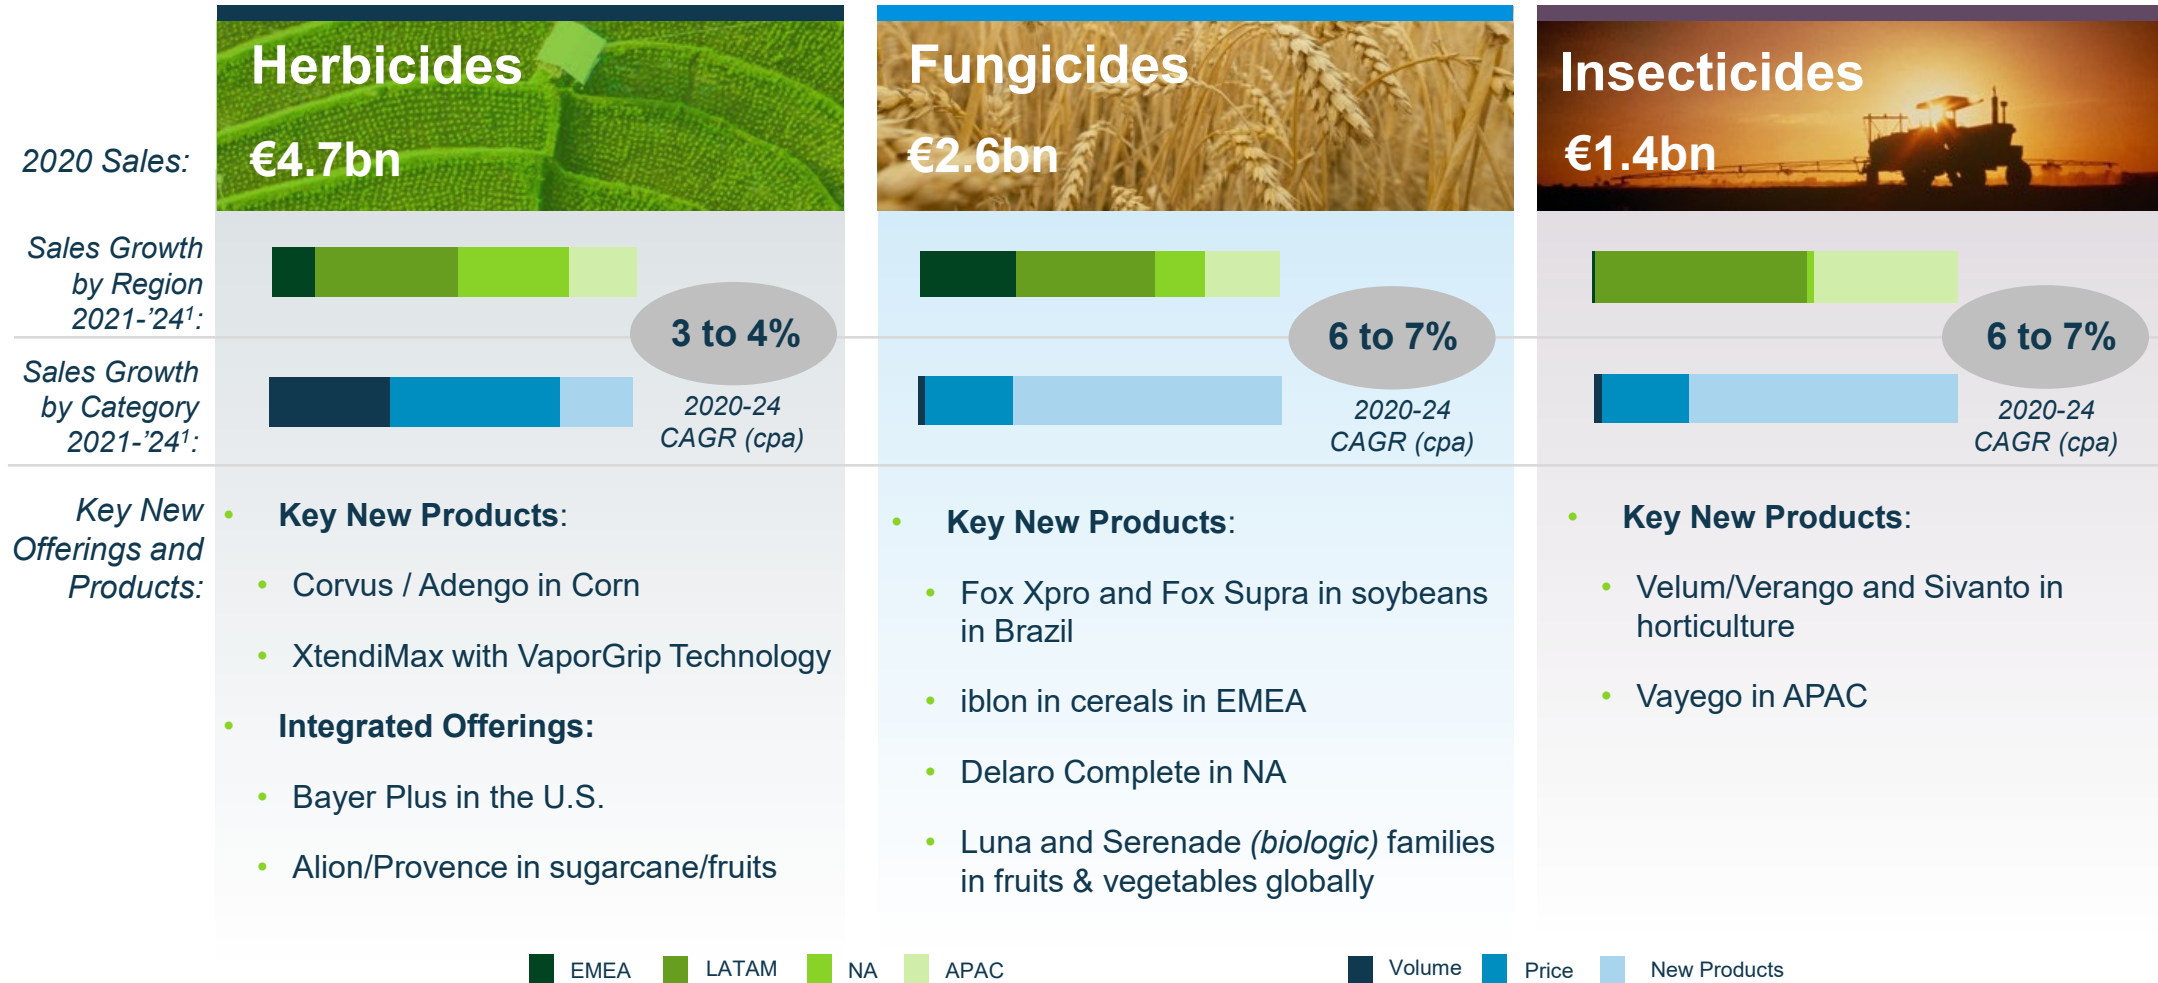 Herbicides
Fungicides
Insecticides
2020 Sales:
€4.7bn
€2.6bn
€1.4bn
Sales Growth
by Region
2021-’24¹:
3 to 4%
6 to 7%
6 to 7%
Sales Growth
by Category
2021-’24¹:
2020-24
CAGR (cpa)
2020-24
CAGR (cpa)
2020-24
CAGR (cpa)
Key New
Offerings and
Products:
• Key New Products:
• Corvus / Adengo in Corn
• XtendiMax with VaporGrip Technology
• Integrated Offerings:
• Bayer Plus in the U.S.
• Alion/Provence in sugarcane/fruits
• Key New Products:
• Fox Xpro and Fox Supra in soybeans
in Brazil
• iblon in cereals in EMEA
• Delaro Complete in NA
• Luna and Serenade (biologic) families
in fruits & vegetables globally
• Key New Products:
• Velum/Verango and Sivanto in
horticulture
• Vayego in APAC
EMEA LATAM NA APAC
Volume Price New Products